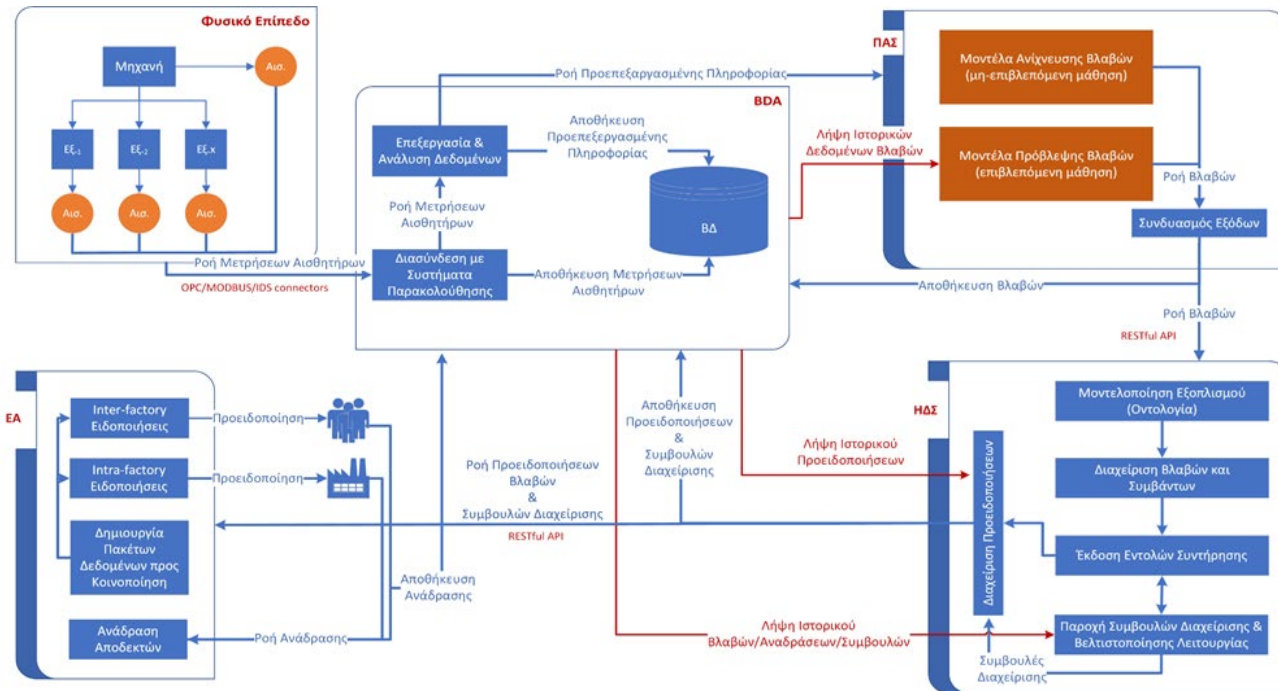 Φυσικό Επίπεδο
Μηχανή
Αισ.
Εξ.₁
Εξ.₂
Εξ.x
Αισ.
Αισ.
Αισ.
Ροή Μετρήσεων Αισθητήρων
OPC/MODBUS/IDS connectors
Ροή Προεπεξαργασμένης Πληροφορίας
BDA
Επεξεργασία &
Ανάλυση Δεδομένων
Αποθήκευση
Προεπεξεργασμένης
Πληροφορίας
Ροή Μετρήσεων
Αισθητήρων
ΒΔ
Διασύνδεση με
Συστήματα
Παρακολούθησης
Αποθήκευση Μετρήσεων
Αισθητήρων
Λήψη Ιστορικών
Δεδομένων Βλαβών
ΠΑΣ
Μοντέλα Ανίχνευσης Βλαβών
(μη-επιβλεπόμενη μάθηση)
Μοντέλα Πρόβλεψης Βλαβών
(επιβλεπόμενη μάθηση)
Ροή Βλαβών
Συνδυασμός Εξόδων
Αποθήκευση Βλαβών
Ροή Βλαβών
RESTful API
ΕΑ
Inter-factory
Ειδοποιήσεις
Προειδοποίηση
Intra-factory
Ειδοποιήσεις
Προειδοποίηση
Δημιουργία
Πακέτων
Δεδομένων προς
Κοινοποίηση
Ανάδραση
Αποδεκτών
Ροή Ανάδρασης
Αποθήκευση
Ανάδρασης
Ροή Προειδοποιήσεων
Βλαβών
&
Συμβουλών Διαχείρισης
RESTful API
Αποθήκευση
Προειδοποιήσεων
&
Συμβουλών
Διαχείρισης
Λήψη Ιστορικού
Προειδοποιήσεων
Λήψη Ιστορικού
Βλαβών/Αναδράσεων/Συμβουλών
ΗΔΣ
Μοντελοποίηση Εξοπλισμού
(Οντολογία)
Διαχείριση Βλαβών και
Συμβάντων
Έκδοση Εντολών Συντήρησης
Παροχή Συμβουλών Διαχείρισης &
Βελτιστοποίησης Λειτουργίας
Διαχείριση Προειδοποιήσεων
Συμβουλές
Διαχείρισης